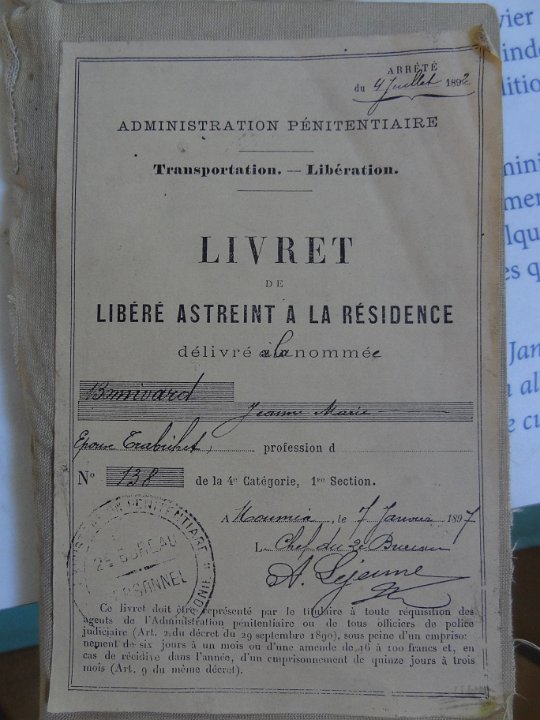 ARRÊTÉ
du 4 Juillet 1892
ADMINISTRATION PÉNITENTIAIRE
Transportation. — Libération.
LIVRET
DE
LIBÉRÉ ASTREINT A LA RÉSIDENCE
délivré à la nommée
Jeanne Marie
Epouse Trabichet, profession d
No 138 de la 4e Catégorie, 1re Section.
A Nouméa, le 7 Janvier 1897
L Chef du 2e Bureau
A. Lejeune
2e BUREAU
PERSONNEL
Ce livret doit être représenté par le titulaire à toute réquisition des
agents de l'Administration pénitentiaire ou de tous officiers de police
judiciaire (Art. 2 du décret du 29 septembre 1890), sous peine d'un emprison-
nement de six jours à un mois ou d'une amende de 16 à 100 francs et, en
cas de récidive dans l'année, d'un emprisonnement de quinze jours à trois
mois (Art. 9 du même décret).